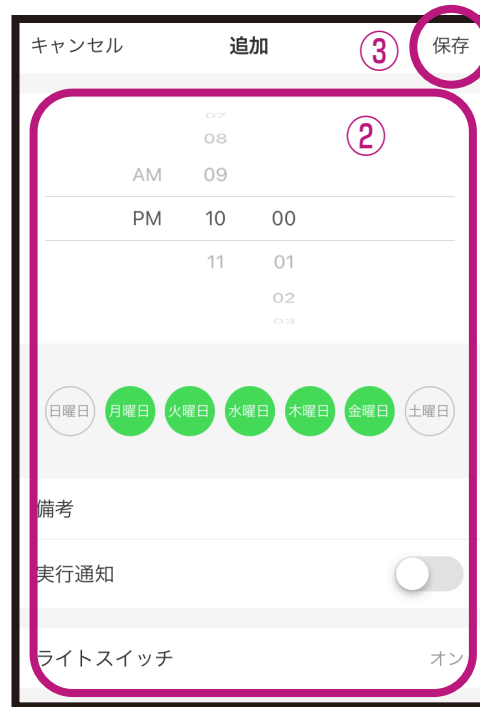 キャンセル 追加 ③ 保存
②
07
08
AM 09
PM 10 00
11 01
02
03
日曜日 月曜日 火曜日 水曜日 木曜日 金曜日 土曜日
備考
実行通知
ライトスイッチ オン